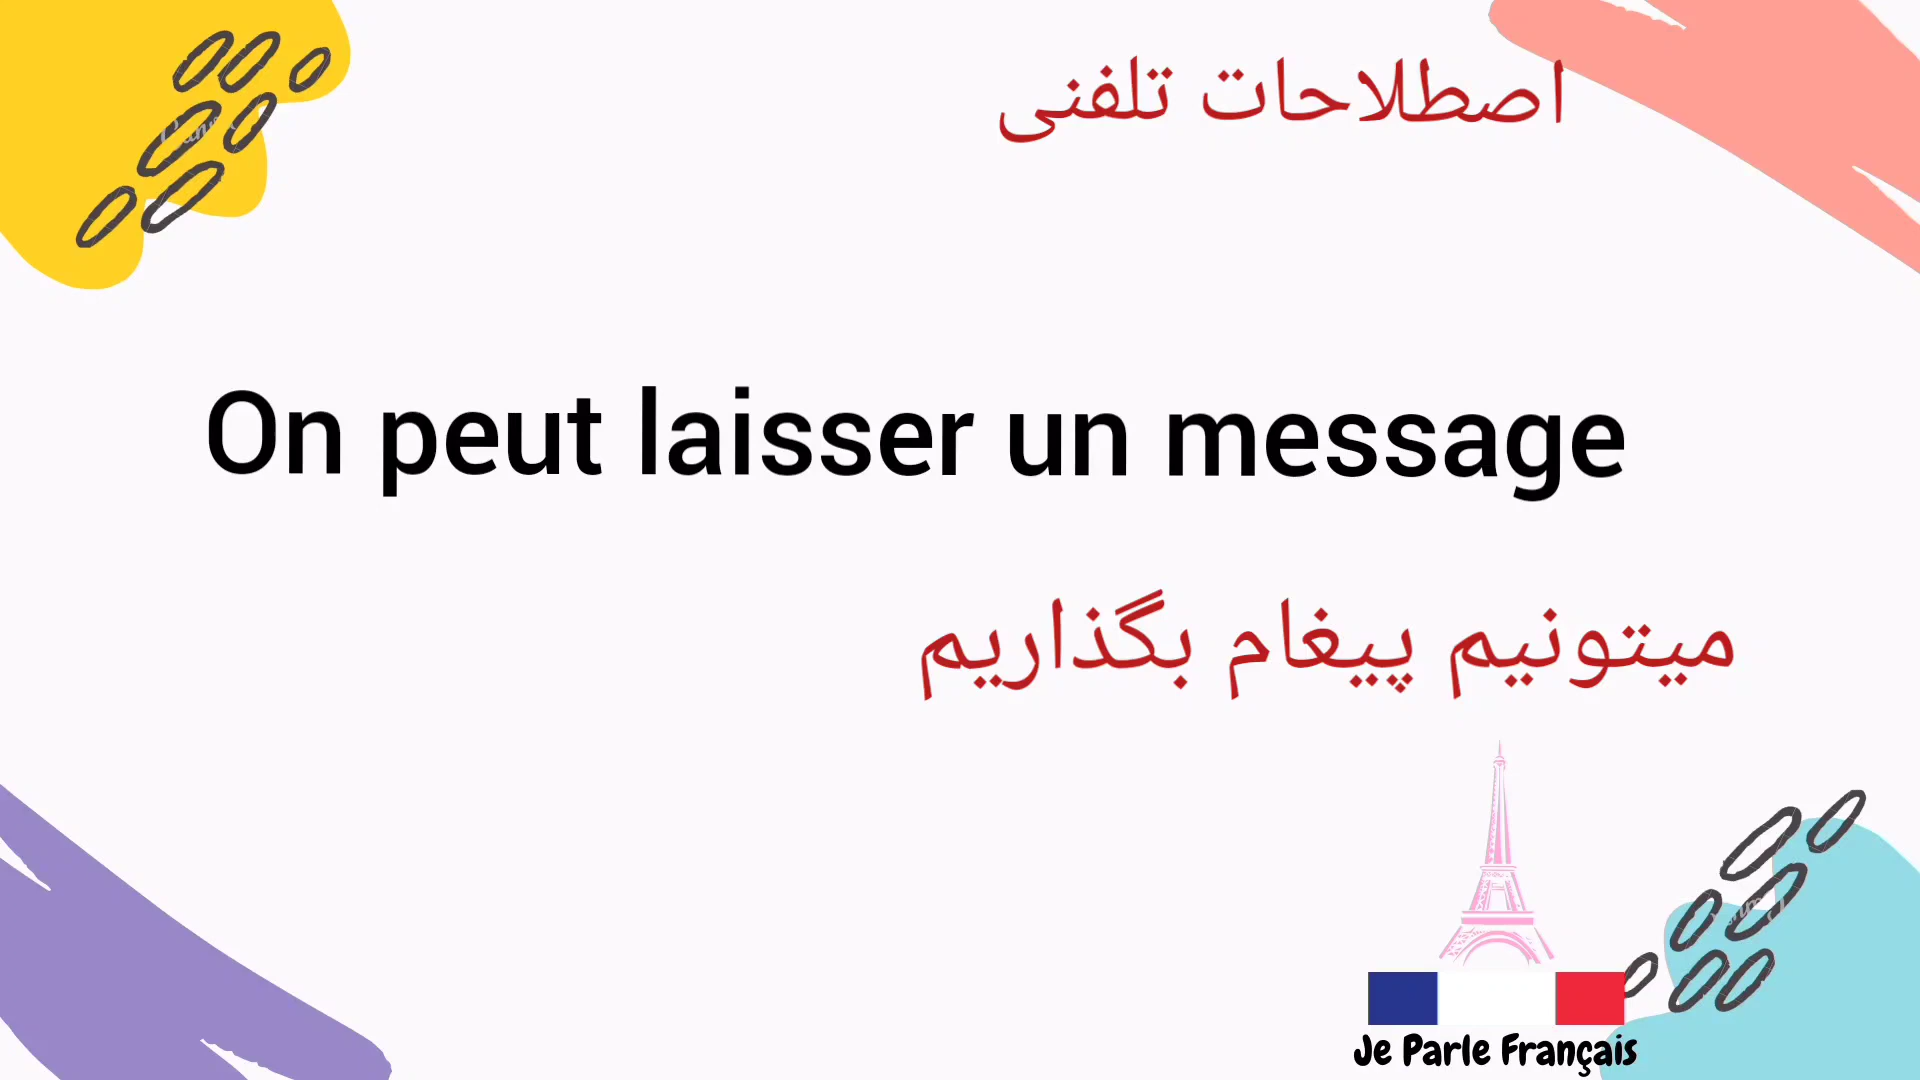 اصطلاحات تلفنی
On peut laisser un message
میتونیم پیغام بگذاریم
Je Parle Français